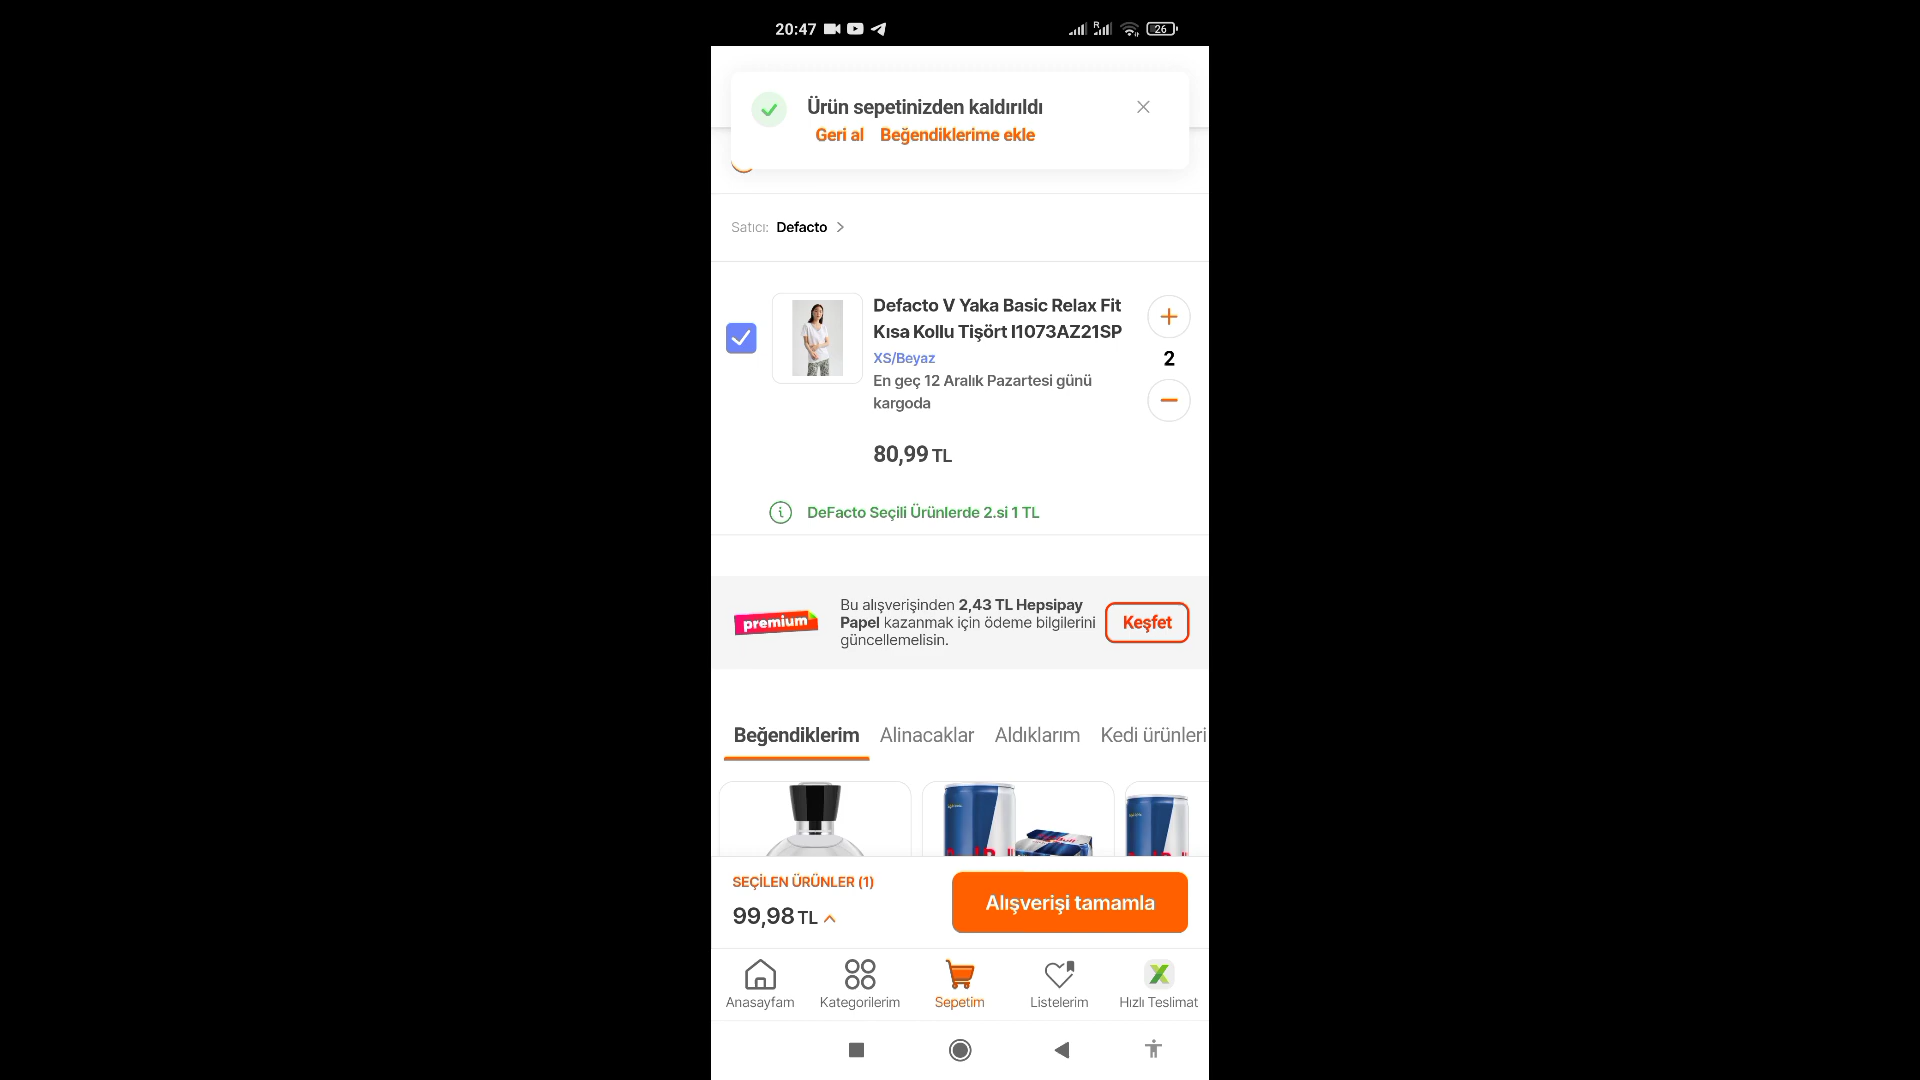 20:47
R
26
Ürün sepetinizden kaldırıldı
Geri al Beğendiklerime ekle
Satıcı: Defacto
Defacto V Yaka Basic Relax Fit
Kısa Kollu Tişört I1073AZ21SP
XS/Beyaz
En geç 12 Aralık Pazartesi günü
kargoda
2
80,99 TL
DeFacto Seçili Ürünlerde 2.si 1 TL
premium
Bu alışverişinden 2,43 TL Hepsipay
Papel kazanmak için ödeme bilgilerini
güncellemelisin.
Keşfet
Beğendiklerim Alinacaklar Aldıklarım Kedi ürünleri
SEÇİLEN ÜRÜNLER (1)
99,98 TL
Alışverişi tamamla
Anasayfam Kategorilerim Sepetim Listelerim Hızlı Teslimat